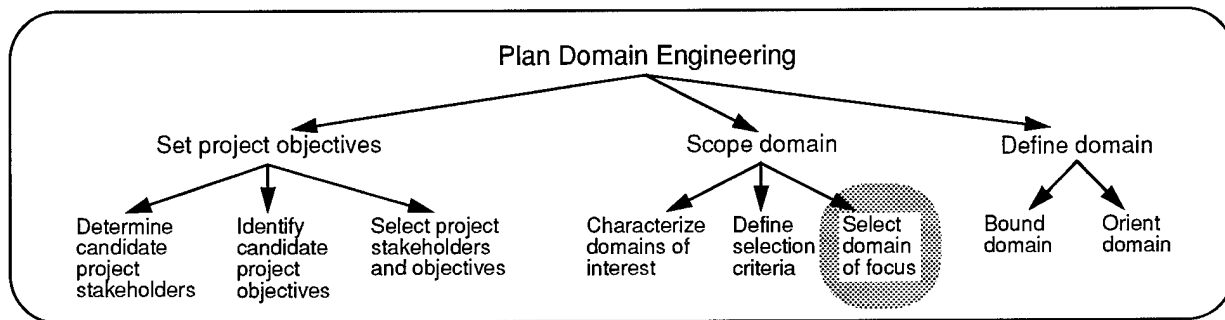 Plan Domain Engineering
Set project objectives
Scope domain
Define domain
Determine
candidate
project
stakeholders
Identify
candidate
project
objectives
Select project
stakeholders
and objectives
Characterize
domains of
interest
Define
selection
criteria
Select
domain
of focus
Bound
domain
Orient
domain